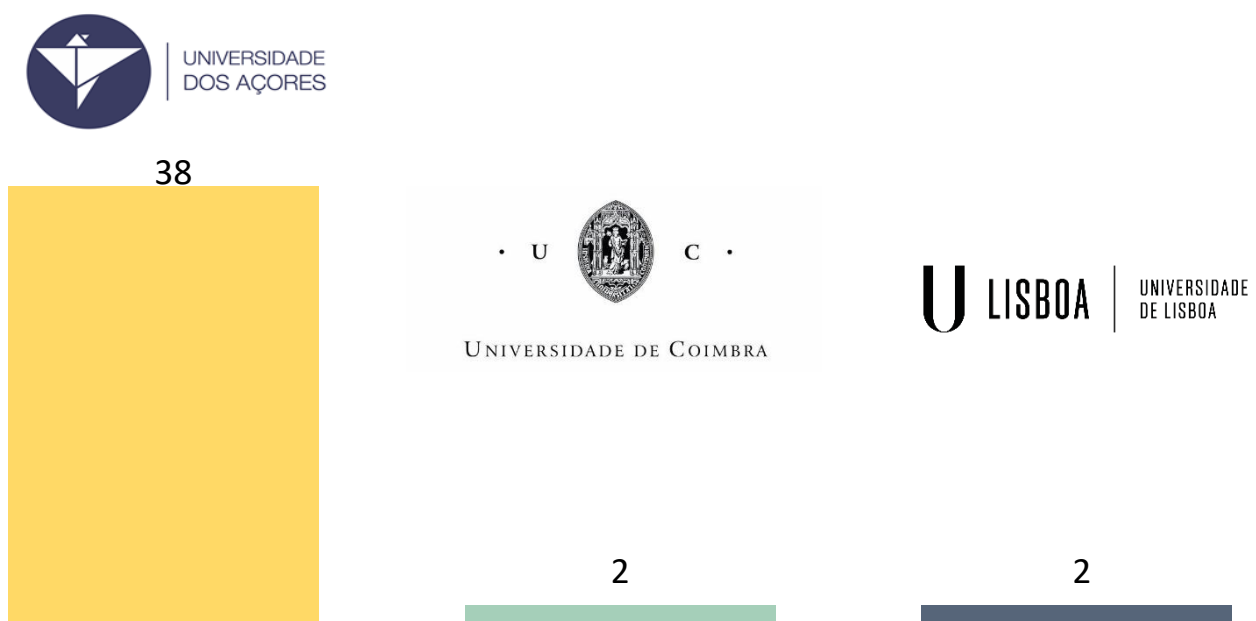 UNIVERSIDADE
DOS AÇORES
38
· U C ·
UNIVERSIDADE DE COIMBRA
U LISBOA
UNIVERSIDADE
DE LISBOA
2
2